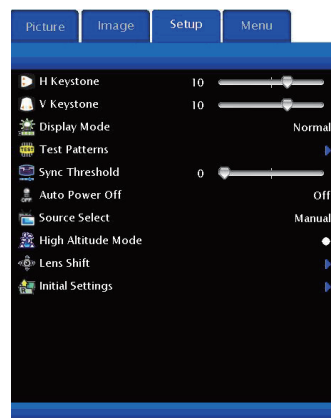 Picture Image Setup Menu
H Keystone 10
V Keystone 10
Display Mode Normal
TEST Test Patterns
Sync Threshold 0
Auto Power Off Off
Source Select Manual
High Altitude Mode
Lens Shift
Initial Settings